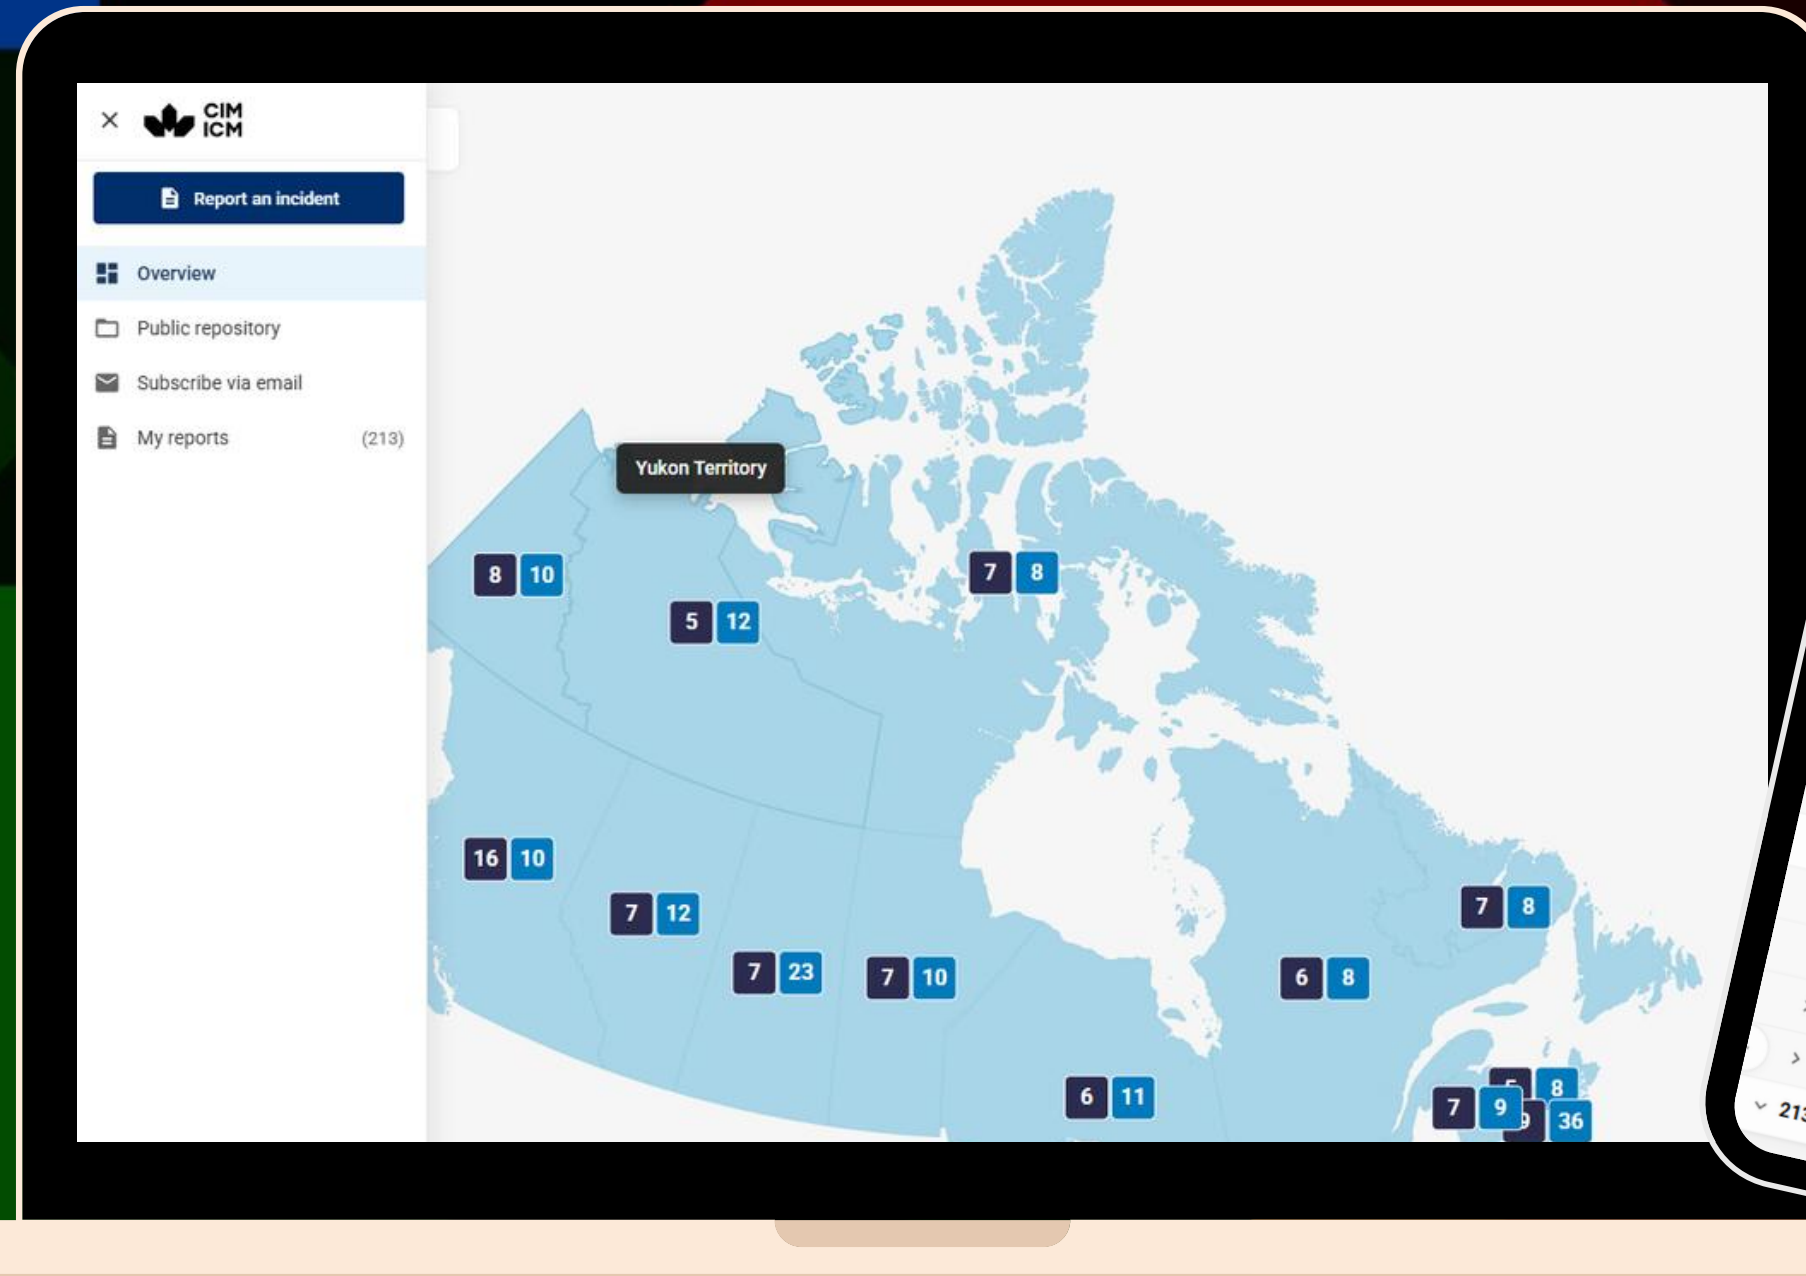 CIM
ICM
Report an incident
Overview
Public repository
Subscribe via email
My reports (213)
Yukon Territory
8 10
7 8
5 12
16 10
7 12
7 8
7 23
7 10
6 8
6 11
8
7 9
9 36